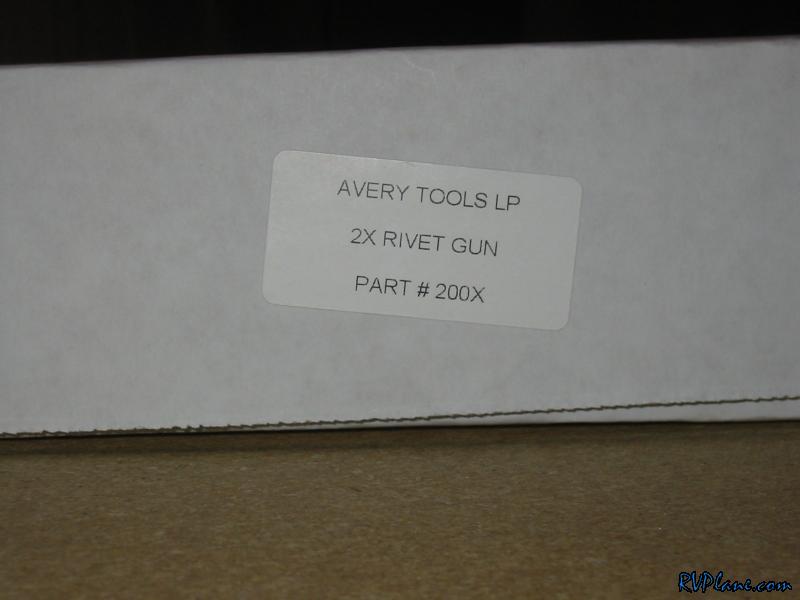 AVERY TOOLS LP
2X RIVET GUN
PART # 200X
RVPlane.com